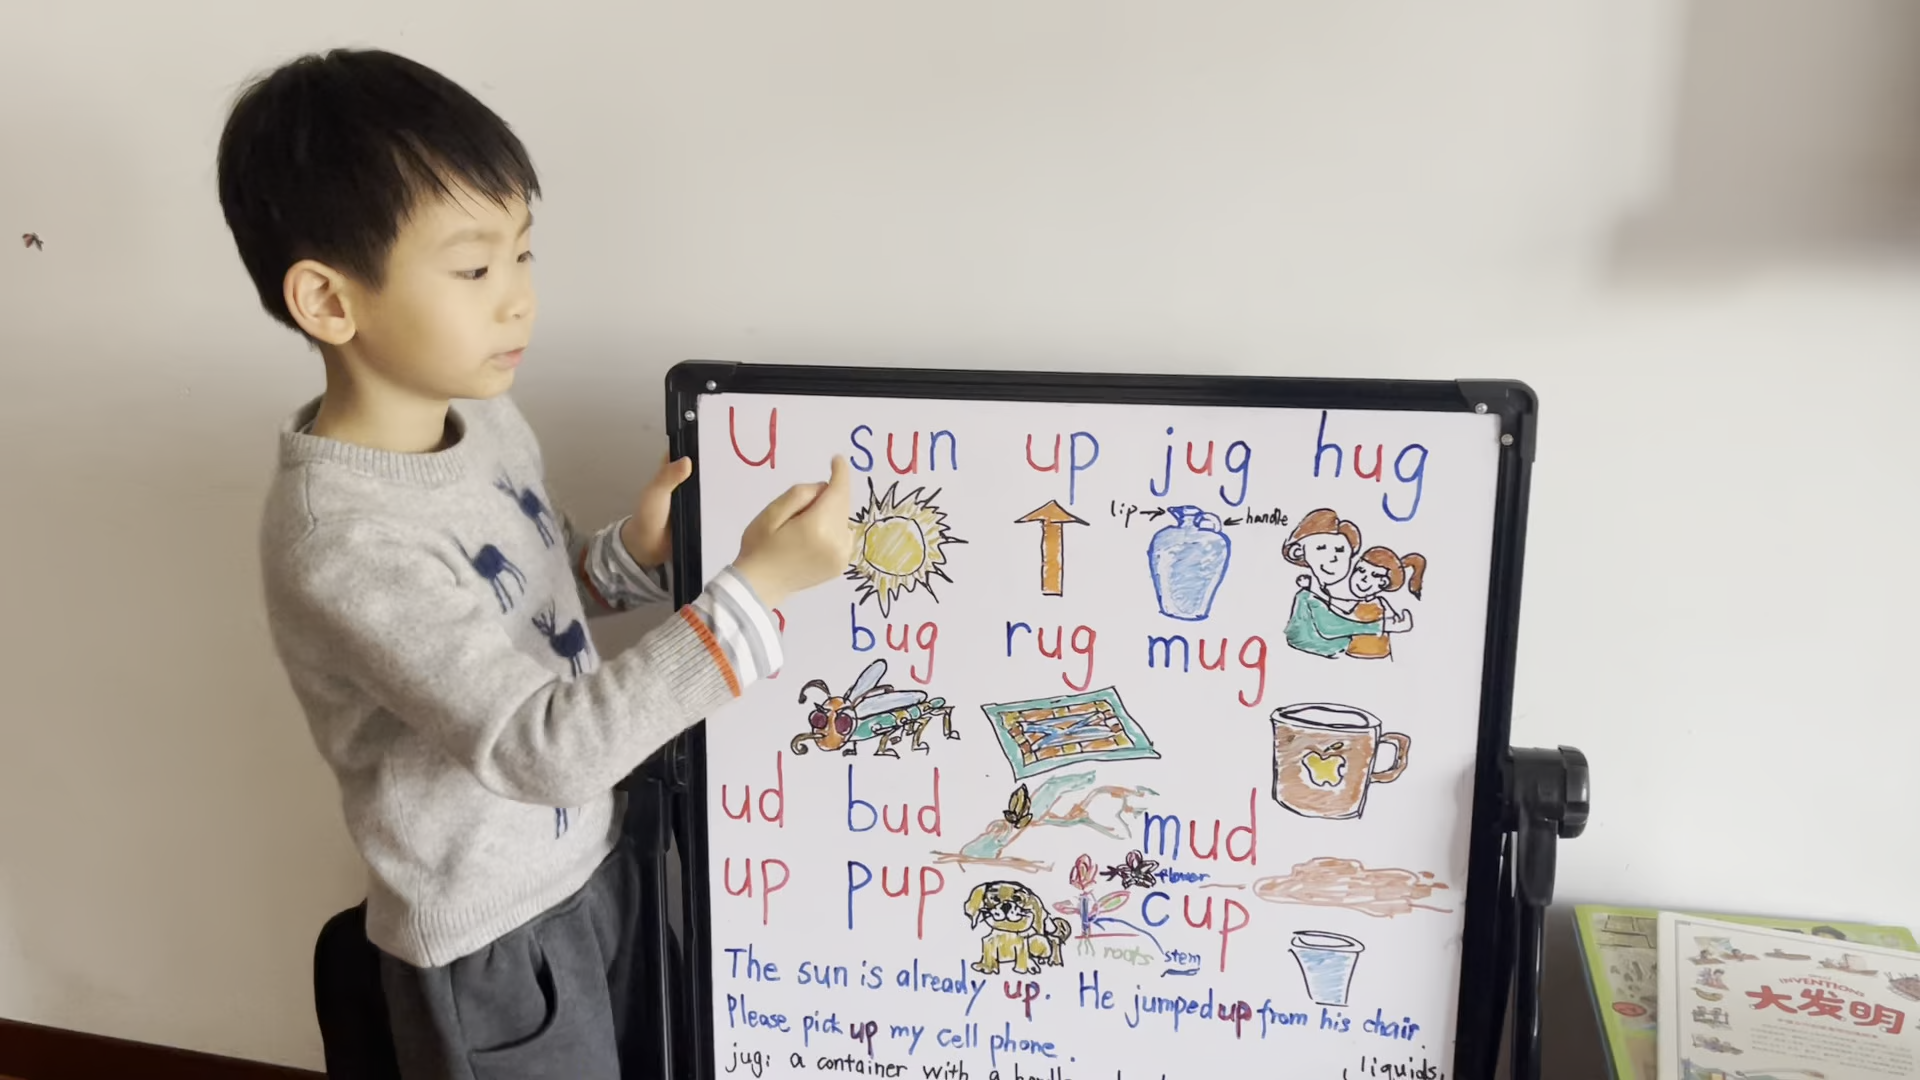 U sun up jug hug
lip handle
bug rug mug
ud bud mud
flower
up pup cup
roots stem
The sun is already up. He jumped up from his chair.
Please pick up my cell phone.
jug: a container with a
liquids,
INVENTIONS
大发明